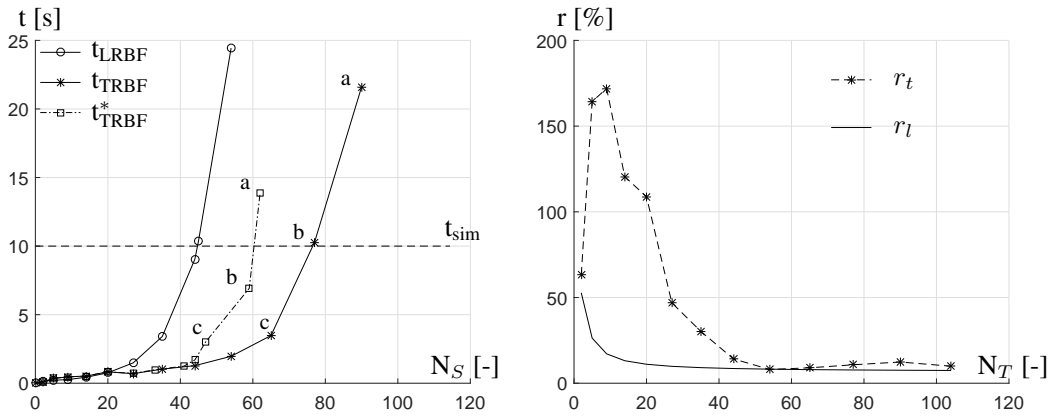 t [s]
25
20
15
10
5
0
0 20 40 60 80 100 120
N_S [-]
t_LRBF
t_TRBF
t*_TRBF
a
a
b
b
c
c
t_sim
r [%]
200
150
100
50
0
0 20 40 60 80 100 120
N_T [-]
r_t
r_l